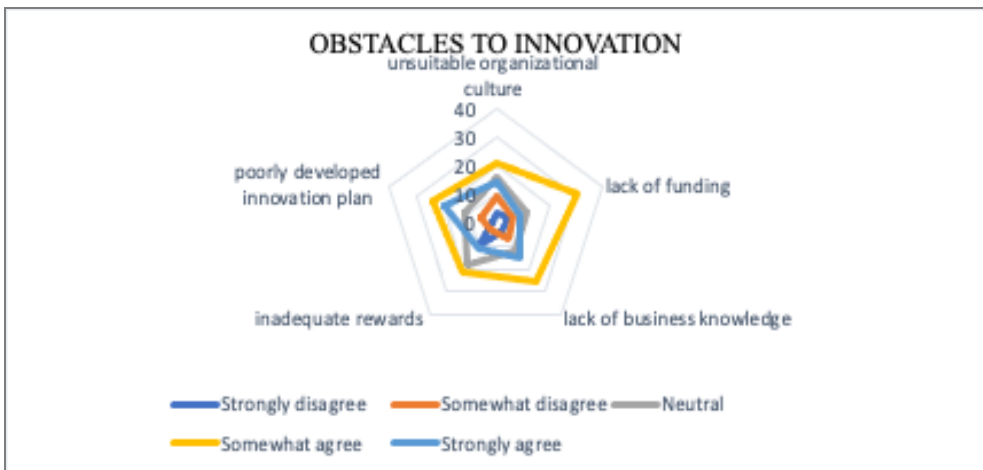 OBSTACLES TO INNOVATION
unsuitable organizational
culture
40
30
20
10
0
lack of funding
poorly developed
innovation plan
inadequate rewards
lack of business knowledge
Strongly disagree
Somewhat disagree
Neutral
Somewhat agree
Strongly agree